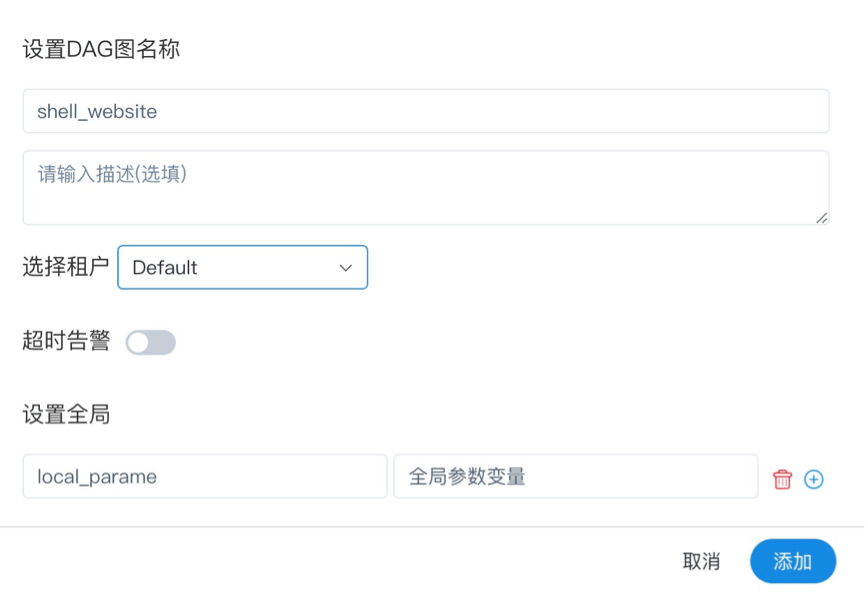 设置DAG图名称
shell_website
请输入描述(选填)
选择租户 Default
超时告警
设置全局
local_parame 全局参数变量
取消 添加